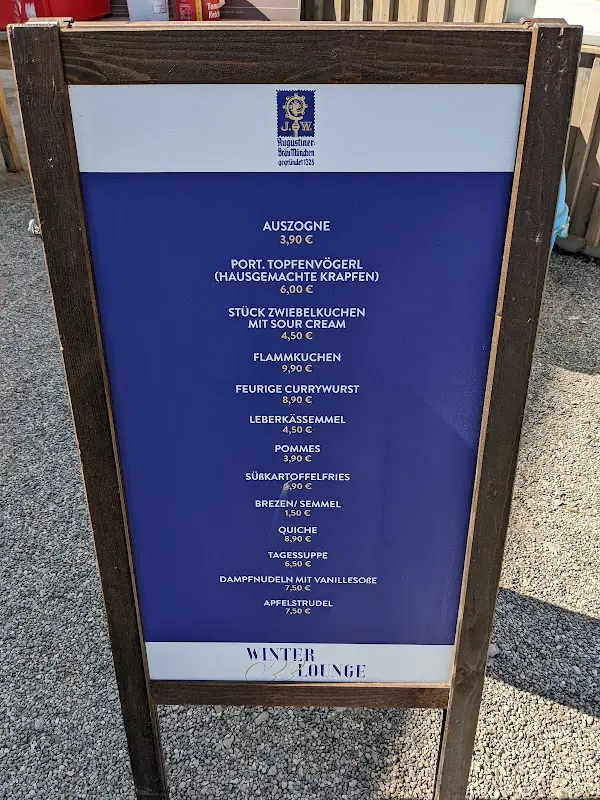 J. W.
Augustiner-
Bräu München
gegründet 1328
AUSZOGNE
3,90 €
PORT. TOPFENVÖGERL
(HAUSGEMACHTE KRAPFEN)
6,00 €
STÜCK ZWIEBELKUCHEN
MIT SOUR CREAM
4,50 €
FLAMMKUCHEN
9,90 €
FEURIGE CURRYWURST
8,90 €
LEBERKÄSSEMMEL
4,50 €
POMMES
3,90 €
SÜßKARTOFFELFRIES
BREZEN/ SEMMEL
1,50 €
QUICHE
8,90 €
TAGESSUPPE
6,50 €
DAMPFNUDELN MIT VANILLESOßE
7,50 €
APFELSTRUDEL
7,50 €
WINTER
LOUNGE